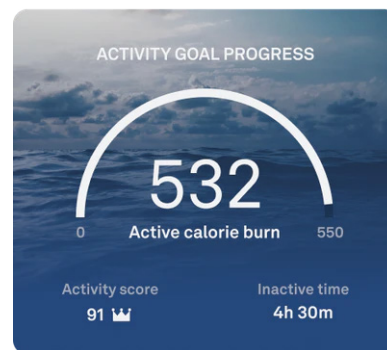 ACTIVITY GOAL PROGRESS
532
0 Active calorie burn 550
Activity score Inactive time
91 4h 30m